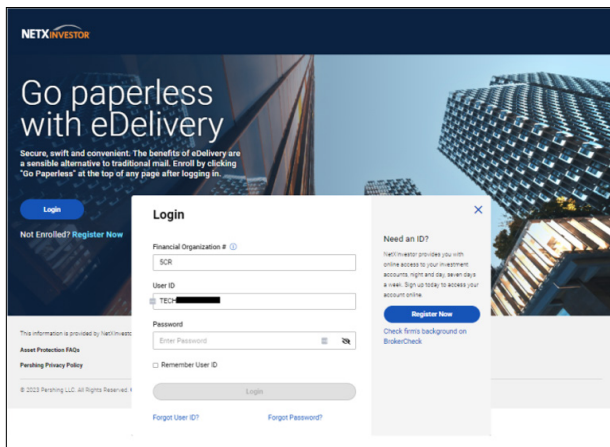 NETXINVESTOR
Go paperless
with eDelivery
Secure, swift and convenient: The benefits of eDelivery are
a sensible alternative to traditional mail. Enroll by clicking
"Go Paperless" at the top of any page after logging in.
Login
Not Enrolled? Register Now
This information is provided by NetXInvesto
Asset Protection FAQs
Pershing Privacy Policy
© 2023 Pershing LLC. All Rights Reserved.
Login
Financial Organization #
5CR
User ID
TECH
Password
Enter Password
Remember User ID
Login
Forgot User ID? Forgot Password?
Need an ID?
NetXInvestor provides you with
online access to your investment
accounts, night and day, seven days
a week. Sign up today to access your
account online.
Register Now
Check firm's background on
BrokerCheck